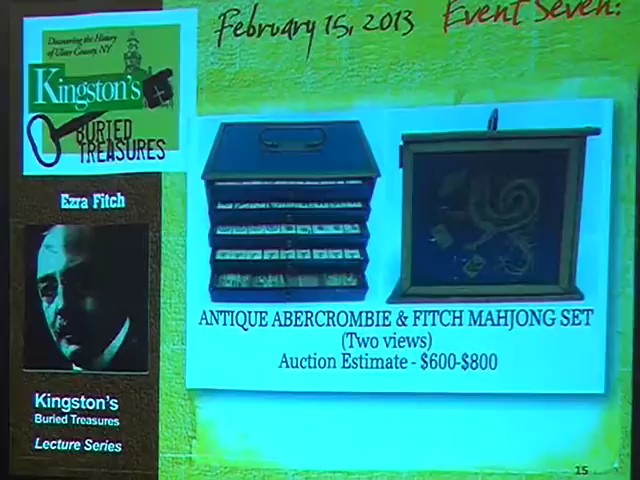 February 15, 2013
Event Seven:
Discovering the History
of Ulster County, NY
Kingston's
BURIED
TREASURES
Ezra Fitch
ANTIQUE ABERCROMBIE & FITCH MAHJONG SET
(Two views)
Auction Estimate - $600-$800
Kingston's
Buried Treasures
Lecture Series
15